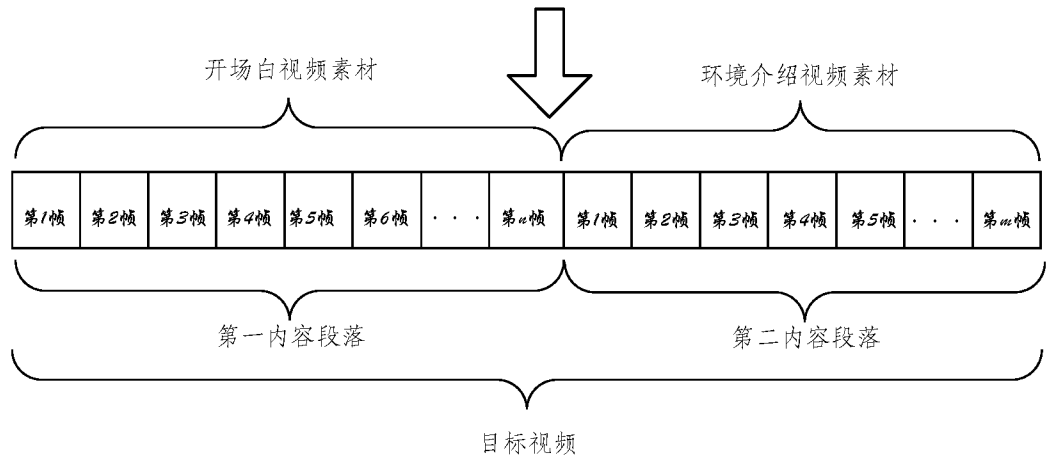 开场白视频素材 环境介绍视频素材
第1帧 第2帧 第3帧 第4帧 第5帧 第6帧 · · · 第n帧 第1帧 第2帧 第3帧 第4帧 第5帧 · · · 第m帧
第一内容段落 第二内容段落
目标视频